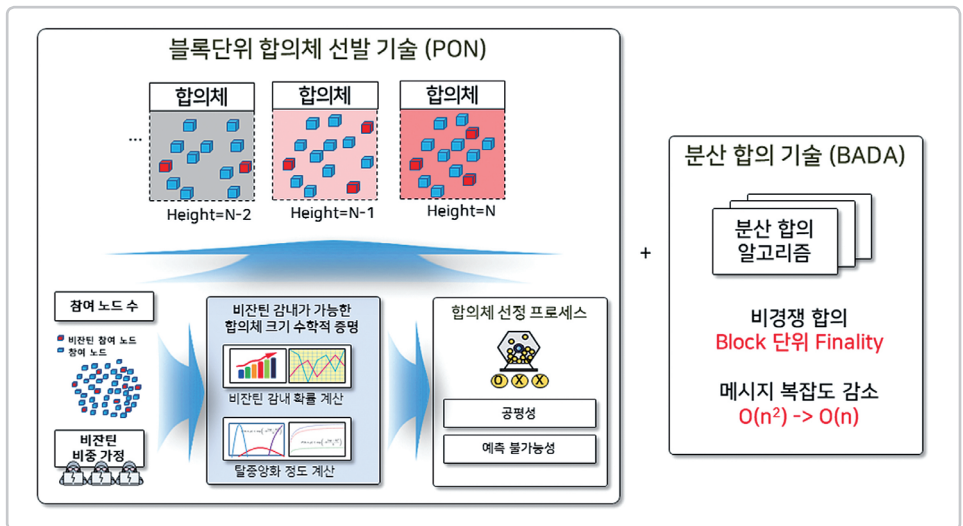 블록단위 합의체 선발 기술 (PON)
합의체
합의체
합의체
...
Height=N-2
Height=N-1
Height=N
참여 노드 수
비잔틴 참여 노드
참여 노드
비잔틴
비중 가정
비잔틴 감내가 가능한
합의체 크기 수학적 증명
비잔틴 감내 확률 계산
탈중앙화 정도 계산
합의체 선정 프로세스
O X X
공평성
예측 불가능성
+
분산 합의 기술 (BADA)
분산 합의
알고리즘
비경쟁 합의
Block 단위 Finality
메시지 복잡도 감소
O(n²) -> O(n)